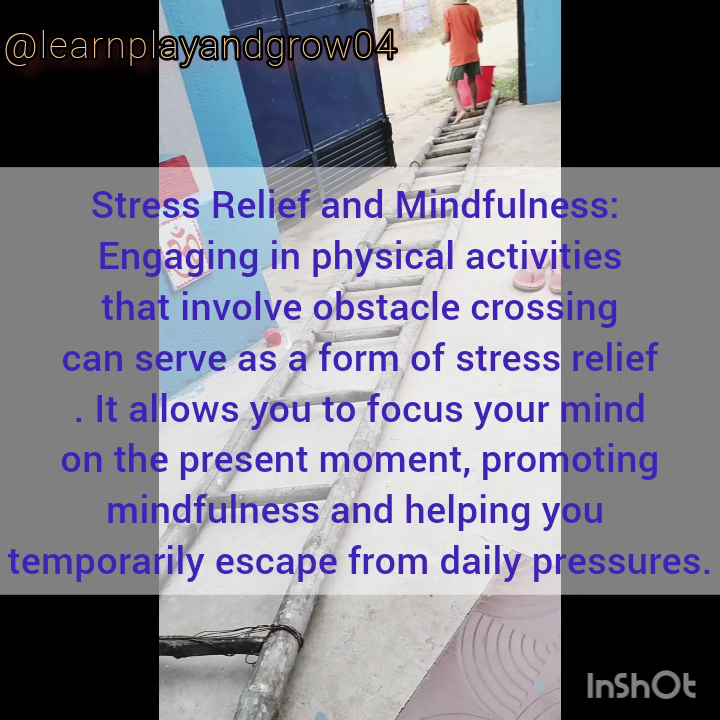 @learnplayandgrow04
Stress Relief and Mindfulness:
Engaging in physical activities
that involve obstacle crossing
can serve as a form of stress relief
. It allows you to focus your mind
on the present moment, promoting
mindfulness and helping you
temporarily escape from daily pressures.
ॐ
InShOt